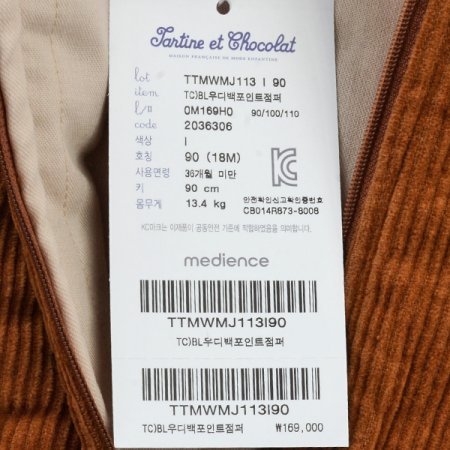 Tartine et Chocolat
MAISON FRANÇAISE DE MODE ENFANTINE
lot TTMWMJ113 I 90
item TC)BL우디백포인트점퍼
l/# 0M169H0 90/100/110
code 2036306
색상 I
호칭 90 (18M)
사용연령 36개월 미만
키 90 cm
몸무게 13.4 kg
안전확인신고확인증번호
CB014R873-8008
KC마크는 이제품이 공통안전 기준에 적합하였음을 의미합니다.
medience
TTMWMJ113I90
TC)BL우디백포인트점퍼
TTMWMJ113I90
TC)BL우디백포인트점퍼 ₩169,000